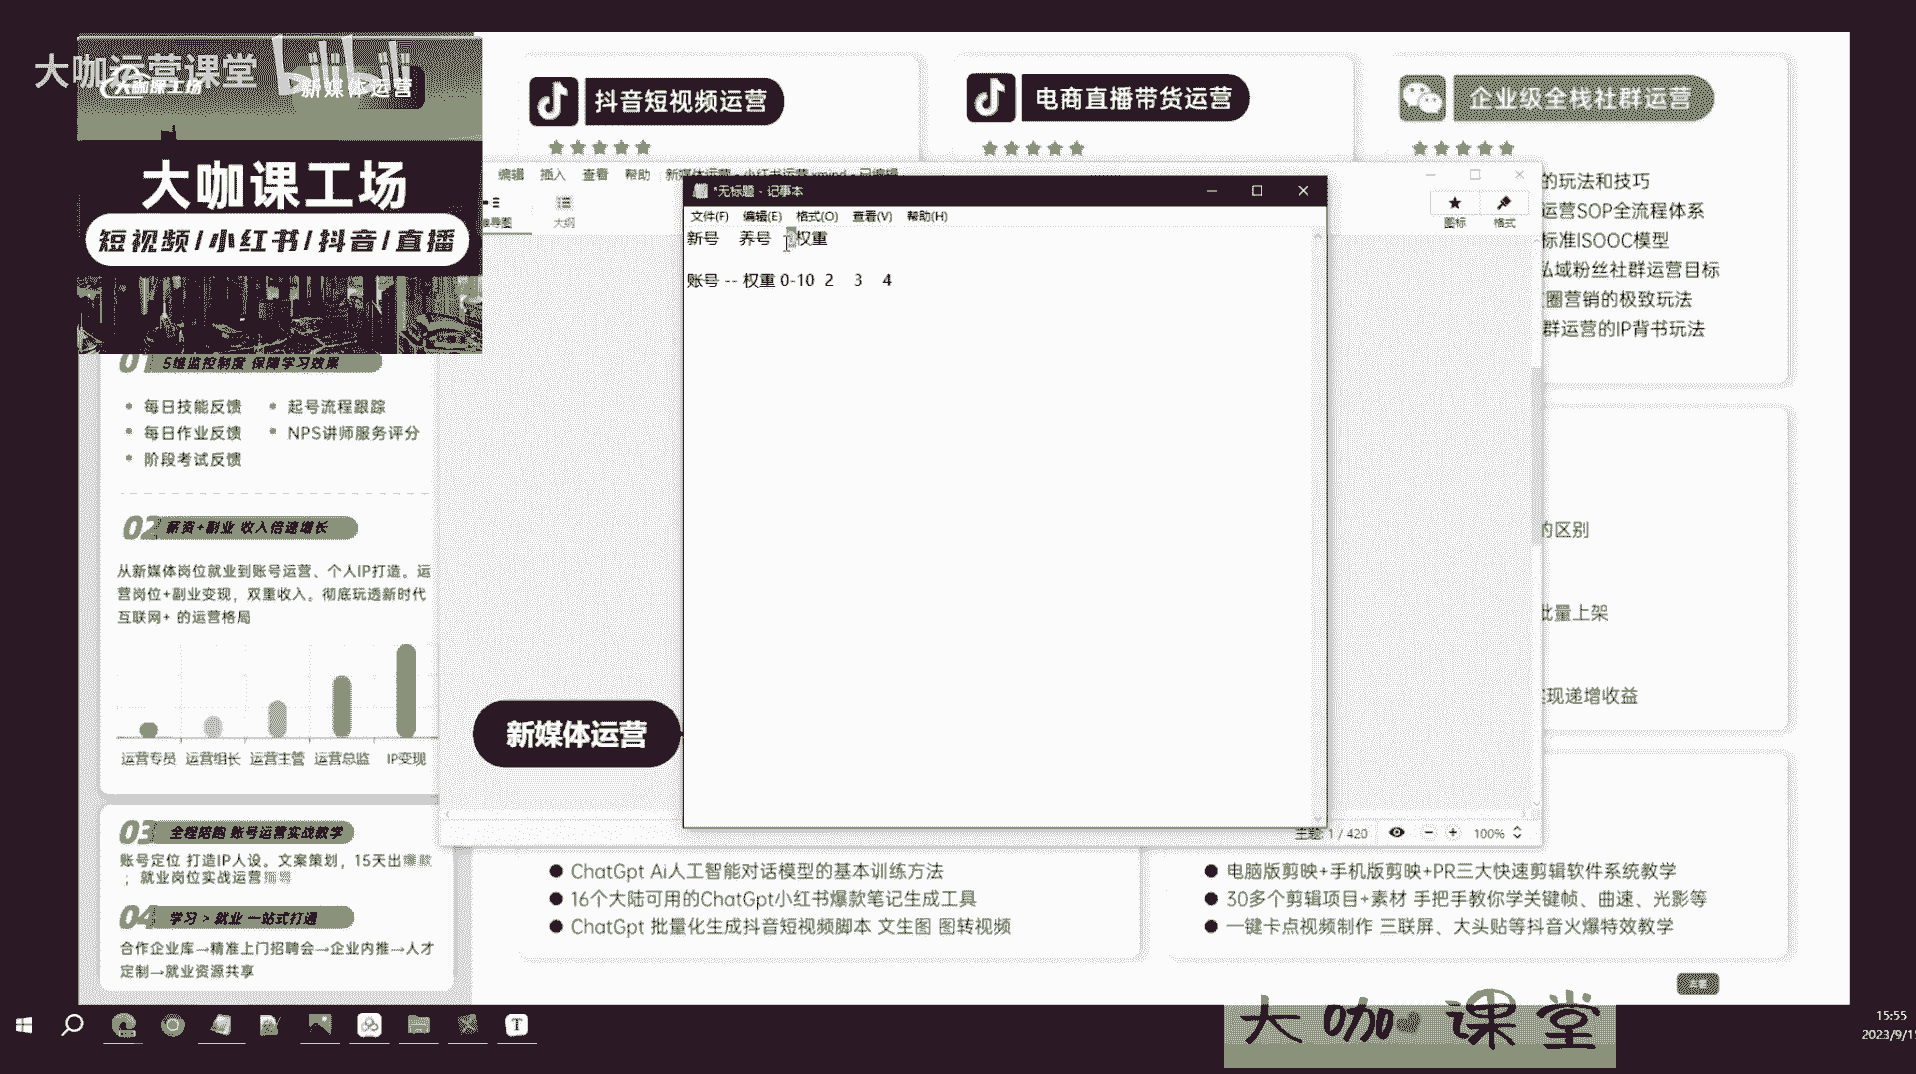 大咖运营课堂
bilibili
大咖课工场
新媒体运营
大咖课工场
短视频/小红书/抖音/直播
抖音短视频运营
电商直播带货运营
企业级全栈社群运营
编辑 插入 查看 帮助
大纲
图标 格式
*无标题 - 记事本
文件(F) 编辑(E) 格式(O) 查看(V) 帮助(H)
新号 养号 权重
账号 -- 权重 0-10 2 3 4
的玩法和技巧
运营SOP全流程体系
标准ISOOC模型
私域粉丝社群运营目标
圈营销的极致玩法
群运营的IP背书玩法
的区别
批量上架
实现递增收益
01 5维监控制度 保障学习效果
每日技能反馈 起号流程跟踪
每日作业反馈 NPS讲师服务评分
阶段考试反馈
02 薪资+副业 收入倍速增长
从新媒体岗位就业到账号运营、个人IP打造。运
营岗位+副业变现，双重收入。彻底玩透新时代
互联网+ 的运营格局
运营专员 运营组长 运营主管 运营总监 IP变现
03 全程陪跑 账号运营实战教学
账号定位 打造IP人设。文案策划，15天出爆款
；就业岗位实战运营指导
04 学习 > 就业 一站式打通
合作企业库→精准上门招聘会→企业内推→人才
定制→就业资源共享
新媒体运营
主题: 1 / 420 100%
ChatGpt Ai人工智能对话模型的基本训练方法
16个大陆可用的ChatGpt小红书爆款笔记生成工具
ChatGpt 批量化生成抖音短视频脚本 文生图 图转视频
电脑版剪映+手机版剪映+PR三大快速剪辑软件系统教学
30多个剪辑项目+素材 手把手教你学关键帧、曲速、光影等
一键卡点视频制作 三联屏、大头贴等抖音火爆特效教学
大咖课堂
15:55
2023/9/1